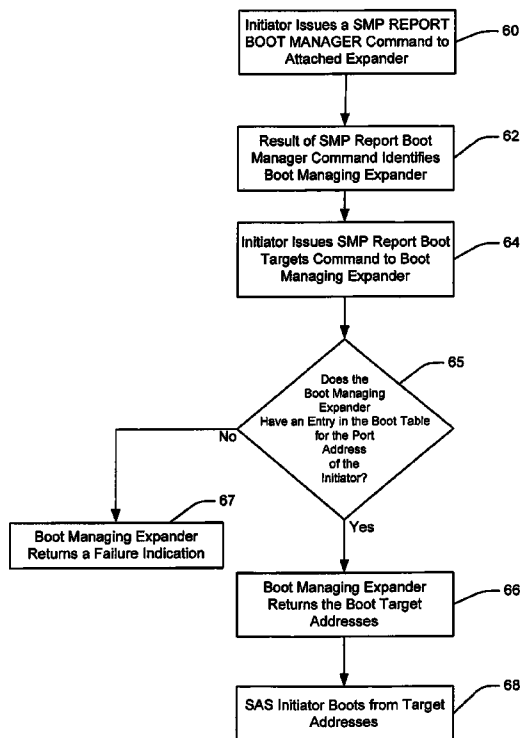 Initiator Issues a SMP REPORT
BOOT MANAGER Command to
Attached Expander
60
Result of SMP Report Boot
Manager Command Identifies
Boot Managing Expander
62
Initiator Issues SMP Report Boot
Targets Command to Boot
Managing Expander
64
Does the
Boot Managing
Expander
Have an Entry in the Boot Table
for the Port
Address
of the
Initiator?
65
No
67
Boot Managing Expander
Returns a Failure Indication
Yes
Boot Managing Expander
Returns the Boot Target
Addresses
66
SAS Initiator Boots from Target
Addresses
68